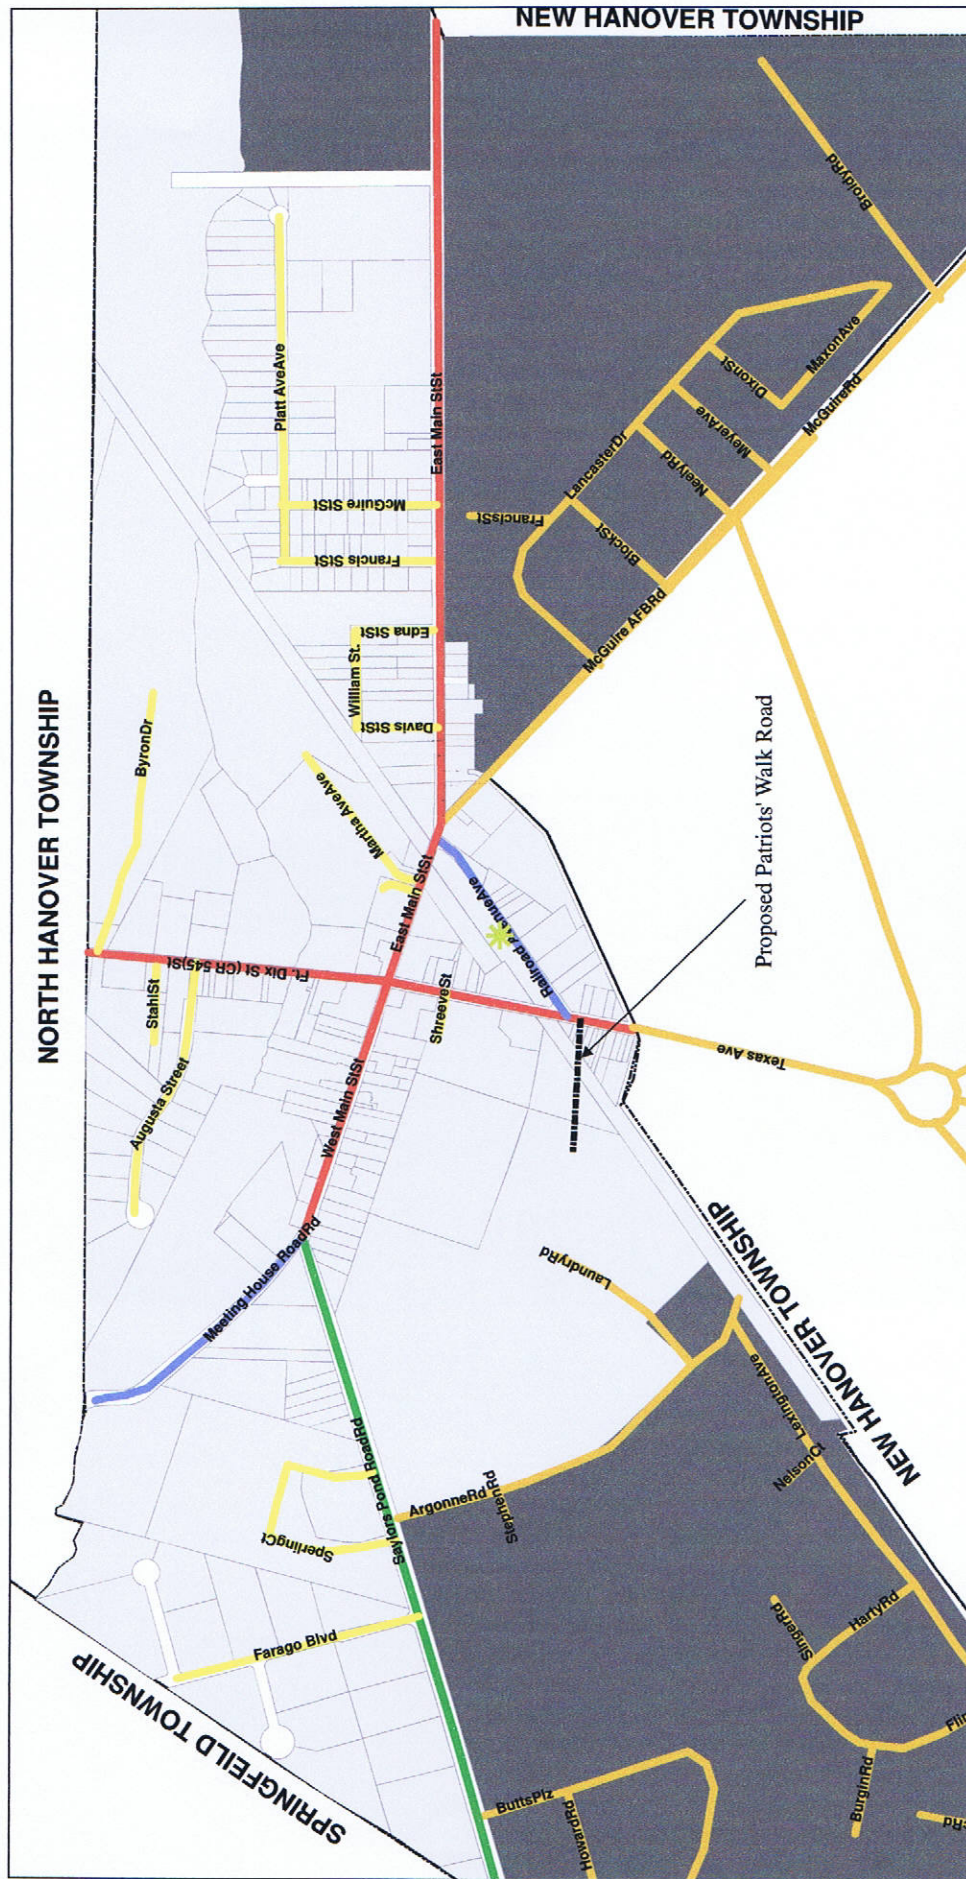 NEW HANOVER TOWNSHIP
NORTH HANOVER TOWNSHIP
BroidyRd
Platt AveAve
East Main StSt
McGuire StSt
Francis StSt
DixonSt
MaxonAve
MeyerAve
McGuireRd
LancasterDr
NeelyRd
FrancisSt
BlockSt
McGuire AFBRd
Edna StSt
William St.
Davis StSt
ByronDr
Martha AveAve
East Main StSt
Ft. Dix St (CR 545)St
StahlSt
ShreeveSt
Proposed Patriots' Walk Road
Texas Ave
Augusta Street
West Main StSt
Meeting House RoadRd
LaundryRd
NEW HANOVER TOWNSHIP
LexingtonAve
NelsonCt
Saylors Pond RoadRd
ArgonneRd
StephenRd
SperlingCt
Farago Blvd
SPRINGFEILD TOWNSHIP
SingerRd
HartyRd
BurginRd
ButtsPlz
HowardRd